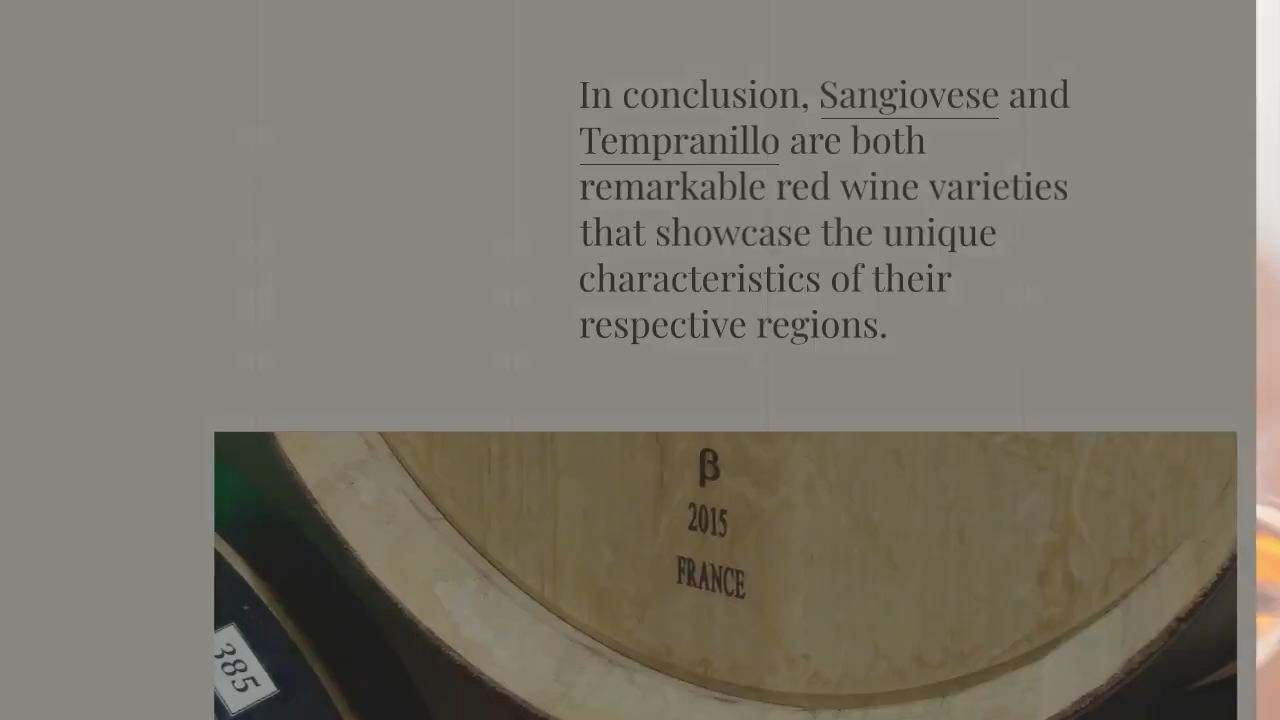 In conclusion, Sangiovese and
Tempranillo are both
remarkable red wine varieties
that showcase the unique
characteristics of their
respective regions.
β
2015
FRANCE
385